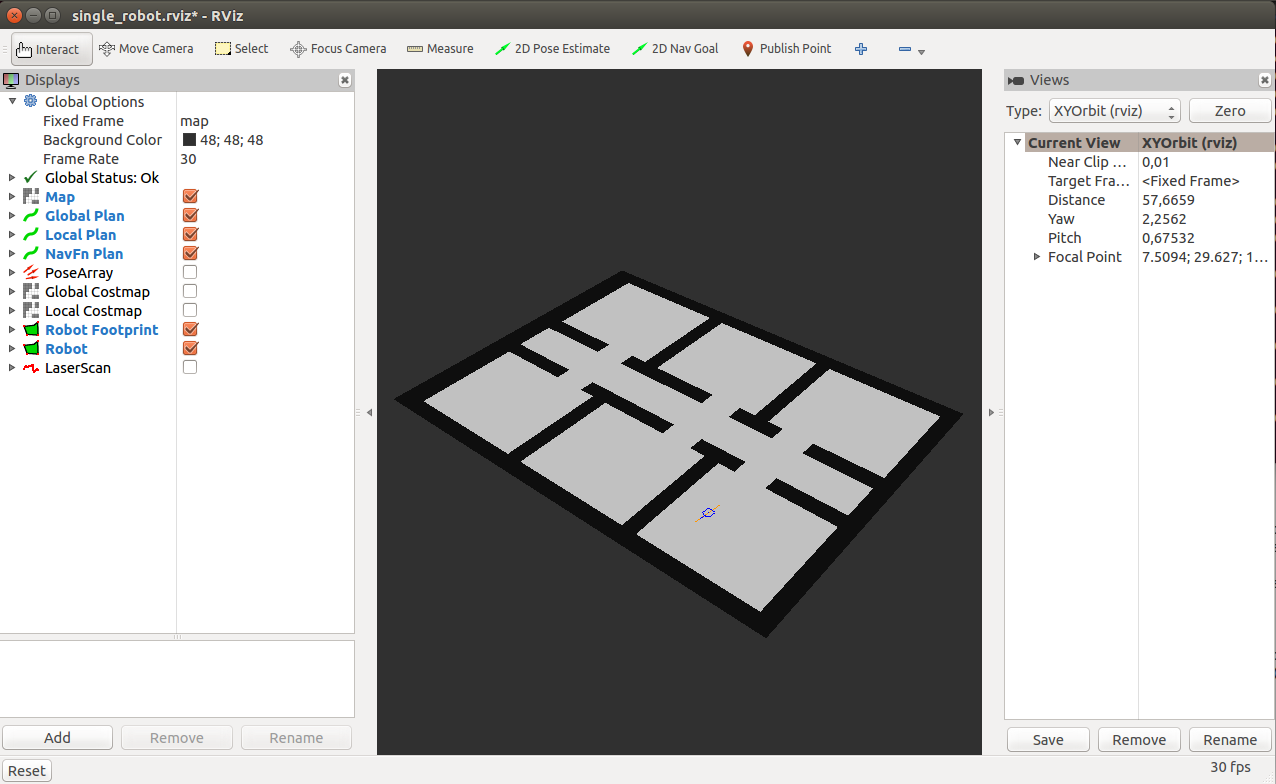 single_robot.rviz* - RViz
Interact Move Camera Select Focus Camera Measure 2D Pose Estimate 2D Nav Goal Publish Point
Displays
Global Options
Fixed Frame map
Background Color 48; 48; 48
Frame Rate 30
Global Status: Ok
Map
Global Plan
Local Plan
NavFn Plan
PoseArray
Global Costmap
Local Costmap
Robot Footprint
Robot
LaserScan
Add Remove Rename
Reset
Views
Type: XYOrbit (rviz) Zero
Current View XYOrbit (rviz)
Near Clip ... 0,01
Target Fra... <Fixed Frame>
Distance 57,6659
Yaw 2,2562
Pitch 0,67532
Focal Point 7.5094; 29.627; 1...
Save Remove Rename
30 fps